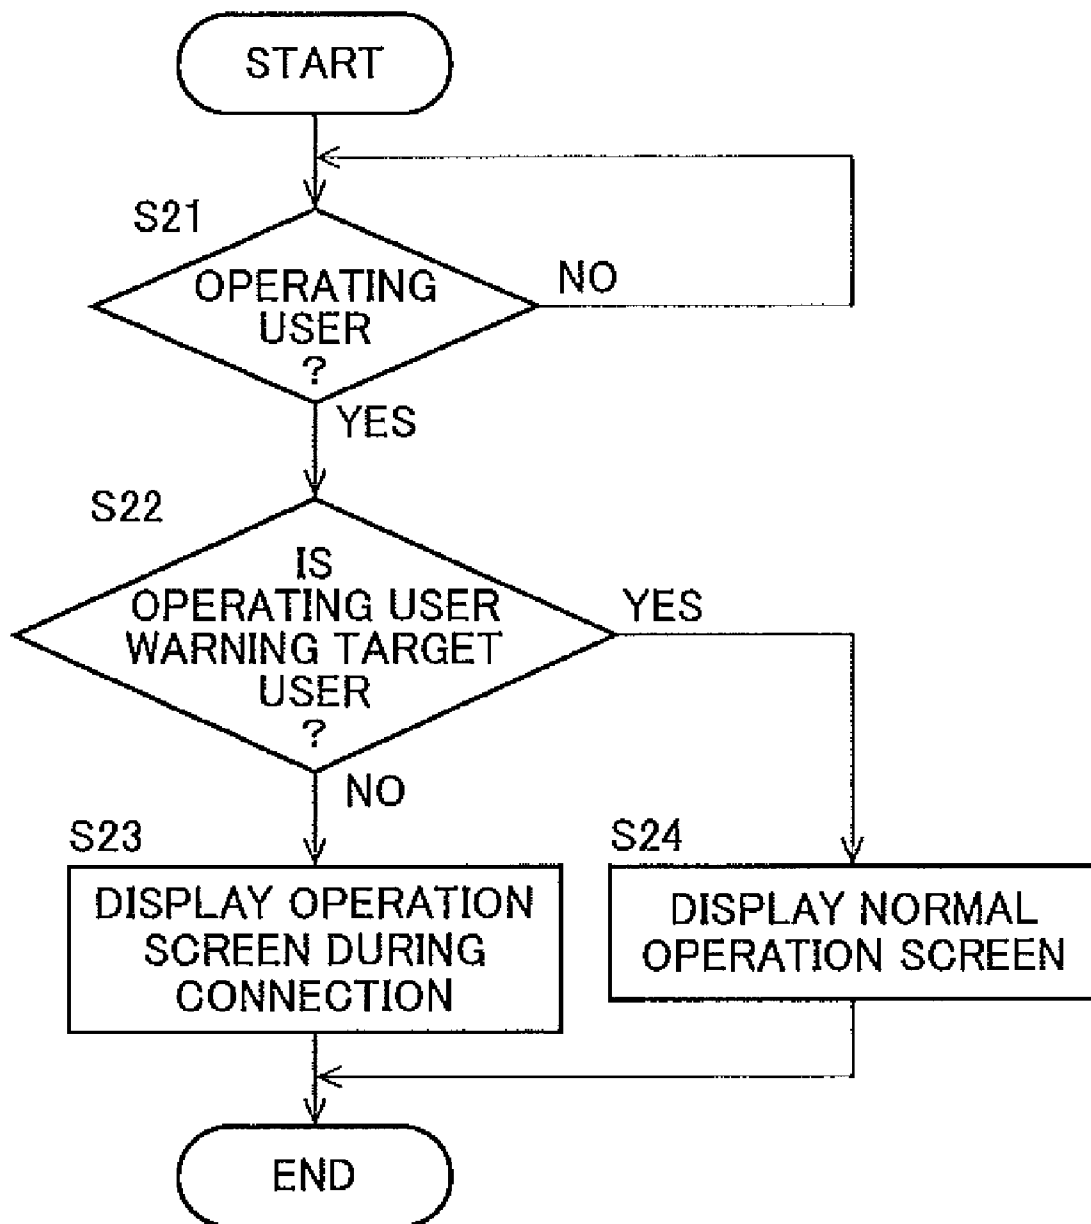 START
S21
OPERATING
USER
?
NO
YES
S22
IS
OPERATING USER
WARNING TARGET
USER
?
YES
NO
S23
DISPLAY OPERATION
SCREEN DURING
CONNECTION
S24
DISPLAY NORMAL
OPERATION SCREEN
END